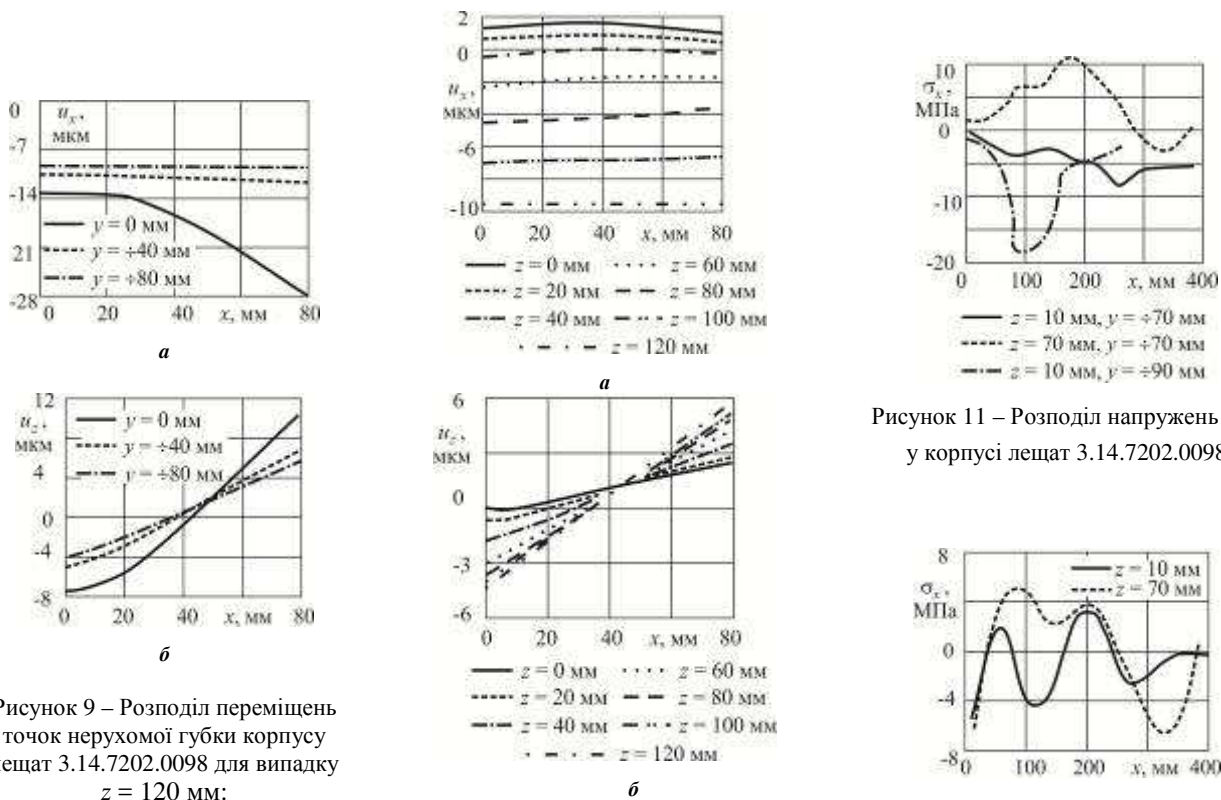 0
u_x,
мкм
-7
-14
21
-28
y = 0 мм
y = ÷40 мм
y = ÷80 мм
0 20 40 x, мм 80
а
12
u_z,
мкм
4
0
-4
-8
y = 0 мм
y = ÷40 мм
y = ÷80 мм
0 20 40 x, мм 80
б
Рисунок 9 – Розподіл переміщень
точок нерухомої губки корпусу
лещат 3.14.7202.0098 для випадку
z = 120 мм:
2
0
u_x,
мкм
-6
-10
0 20 40 x, мм 80
z = 0 мм z = 60 мм
z = 20 мм z = 80 мм
z = 40 мм z = 100 мм
z = 120 мм
а
6
u_z,
мкм
0
-3
-6
0 20 40 x, мм 80
z = 0 мм z = 60 мм
z = 20 мм z = 80 мм
z = 40 мм z = 100 мм
z = 120 мм
б
10
σ_x,
МПа
0
-10
-20
0 100 200 x, мм 400
z = 10 мм, y = ÷70 мм
z = 70 мм, y = ÷70 мм
z = 10 мм, y = ÷90 мм
Рисунок 11 – Розподіл напружень
у корпусі лещат 3.14.7202.0098
8
σ_x,
МПа
0
-4
-8
z = 10 мм
z = 70 мм
0 100 200 x, мм 400